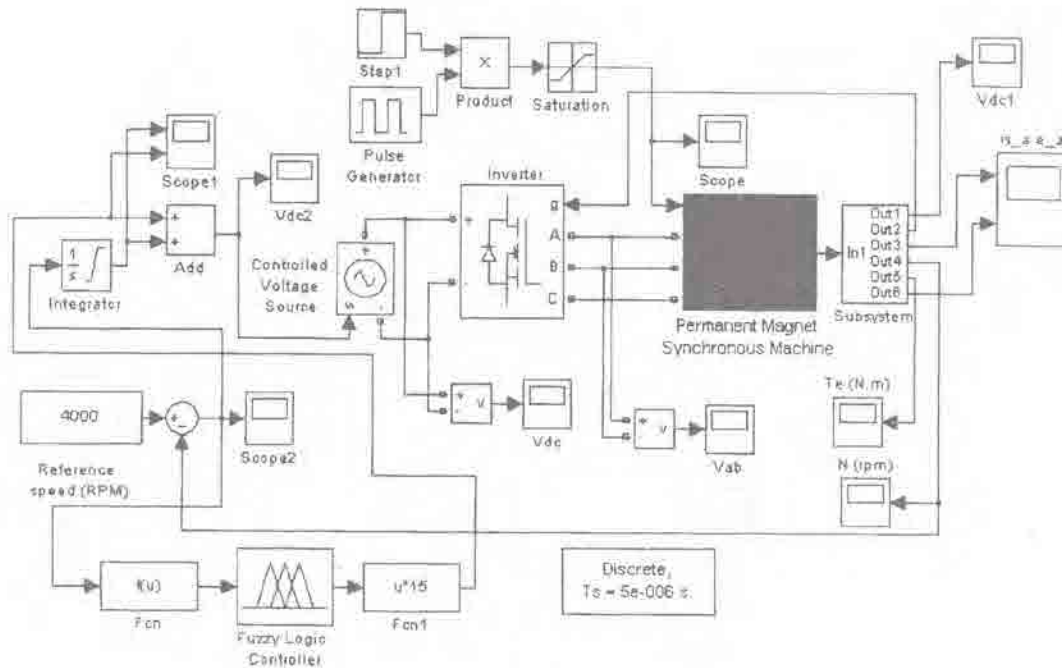 Step1
×
Product
Saturation
Vdc1
Pulse
Generator
Scope1
Vdc2
Scope
+
+
Add
1
s
Integrator
Controlled
Voltage
Source
+
s
-
Inverter
+
-
g
A
B
C
Permanent Magnet
Synchronous Machine
In1
Out1
Out2
Out3
Out4
Out5
Out6
Subsystem
4000
+
-
Reference
speed (RPM)
Scope2
+
-
v
Vdc
+
-
v
Vab
Te (N.m)
N (rpm)
f(u)
Fcn
Fuzzy Logic
Controller
u*15
Fcn1
Discrete,
Ts = 5e-006 s.